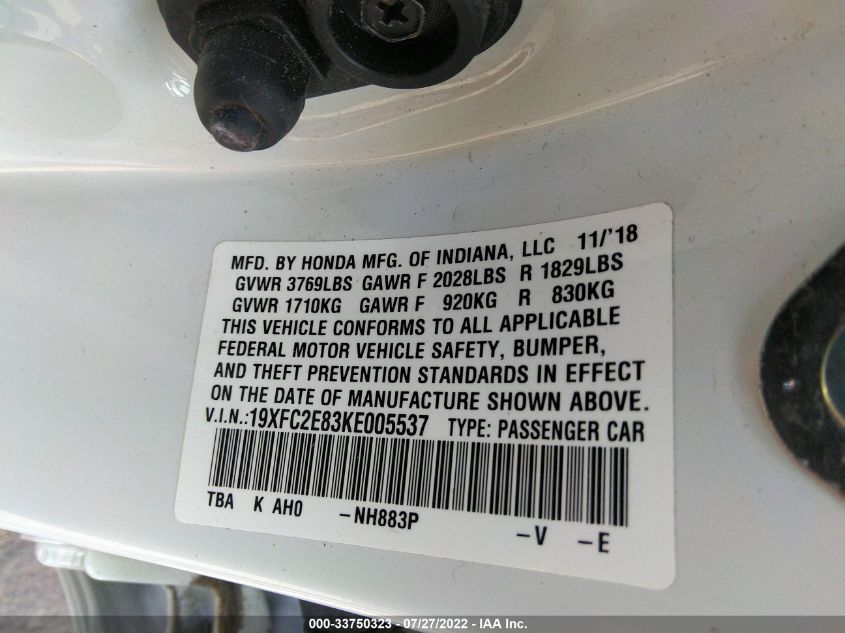 MFD. BY HONDA MFG. OF INDIANA, LLC 11/'18
GVWR 3769LBS GAWR F 2028LBS R 1829LBS
GVWR 1710KG GAWR F 920KG R 830KG
THIS VEHICLE CONFORMS TO ALL APPLICABLE
FEDERAL MOTOR VEHICLE SAFETY, BUMPER,
AND THEFT PREVENTION STANDARDS IN EFFECT
ON THE DATE OF MANUFACTURE SHOWN ABOVE.
V.I.N.:19XFC2E83KE005537 TYPE: PASSENGER CAR
TBA K AH0 -NH883P -V -E
000-33750323 - 07/27/2022 - IAA Inc.